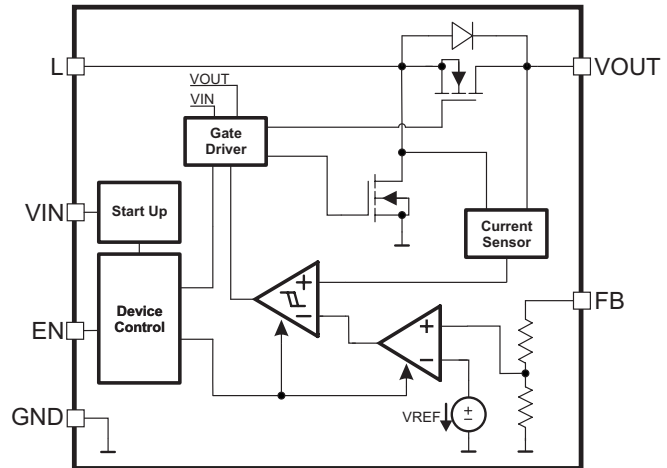 L
VOUT
VOUT
VIN
Gate
Driver
VIN
Start Up
Current
Sensor
Device
Control
EN
FB
+
−
+
−
VREF
+
−
GND